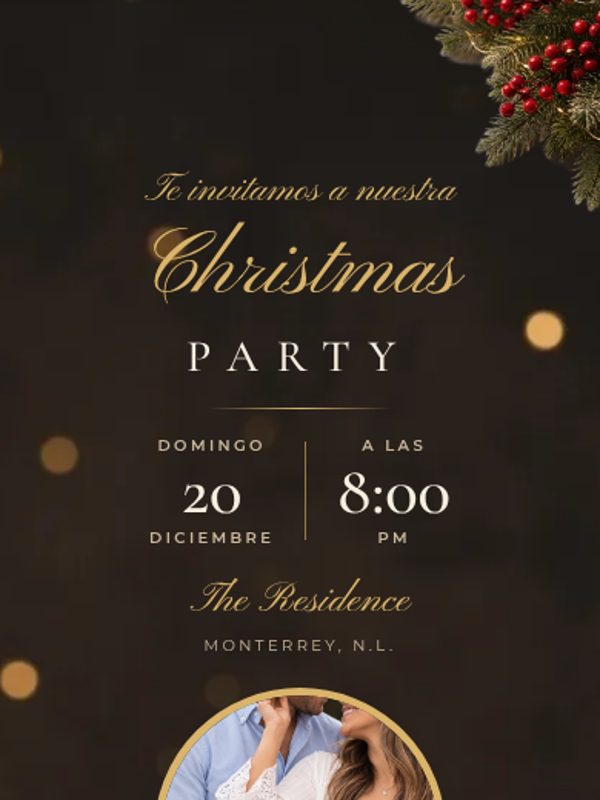 Te invitamos a nuestra
Christmas
PARTY
DOMINGO
20
DICIEMBRE
A LAS
8:00
PM
The Residence
MONTERREY, N.L.